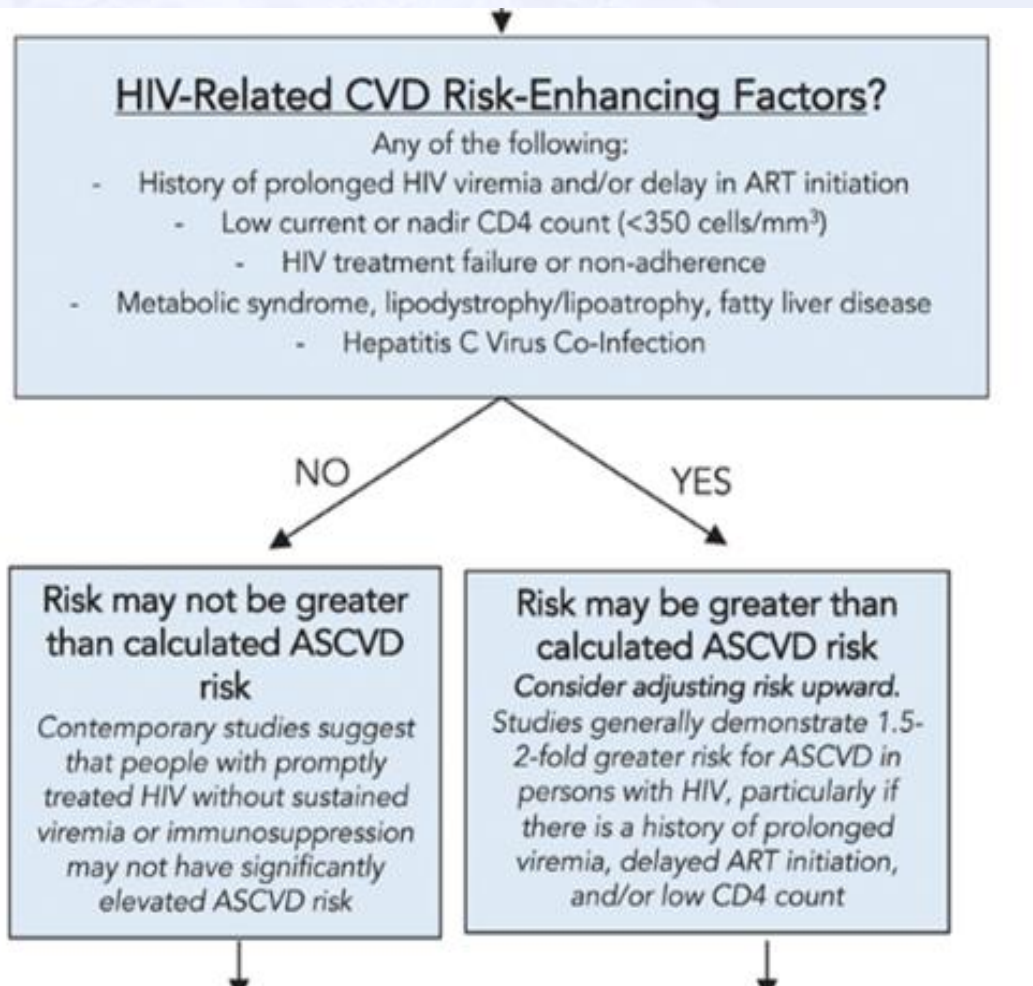 HIV-Related CVD Risk-Enhancing Factors?
Any of the following:
- History of prolonged HIV viremia and/or delay in ART initiation
- Low current or nadir CD4 count (<350 cells/mm³)
- HIV treatment failure or non-adherence
- Metabolic syndrome, lipodystrophy/lipoatrophy, fatty liver disease
- Hepatitis C Virus Co-Infection
NO
YES
Risk may not be greater
than calculated ASCVD
risk
Contemporary studies suggest
that people with promptly
treated HIV without sustained
viremia or immunosuppression
may not have significantly
elevated ASCVD risk
Risk may be greater than
calculated ASCVD risk
Consider adjusting risk upward.
Studies generally demonstrate 1.5-
2-fold greater risk for ASCVD in
persons with HIV, particularly if
there is a history of prolonged
viremia, delayed ART initiation,
and/or low CD4 count